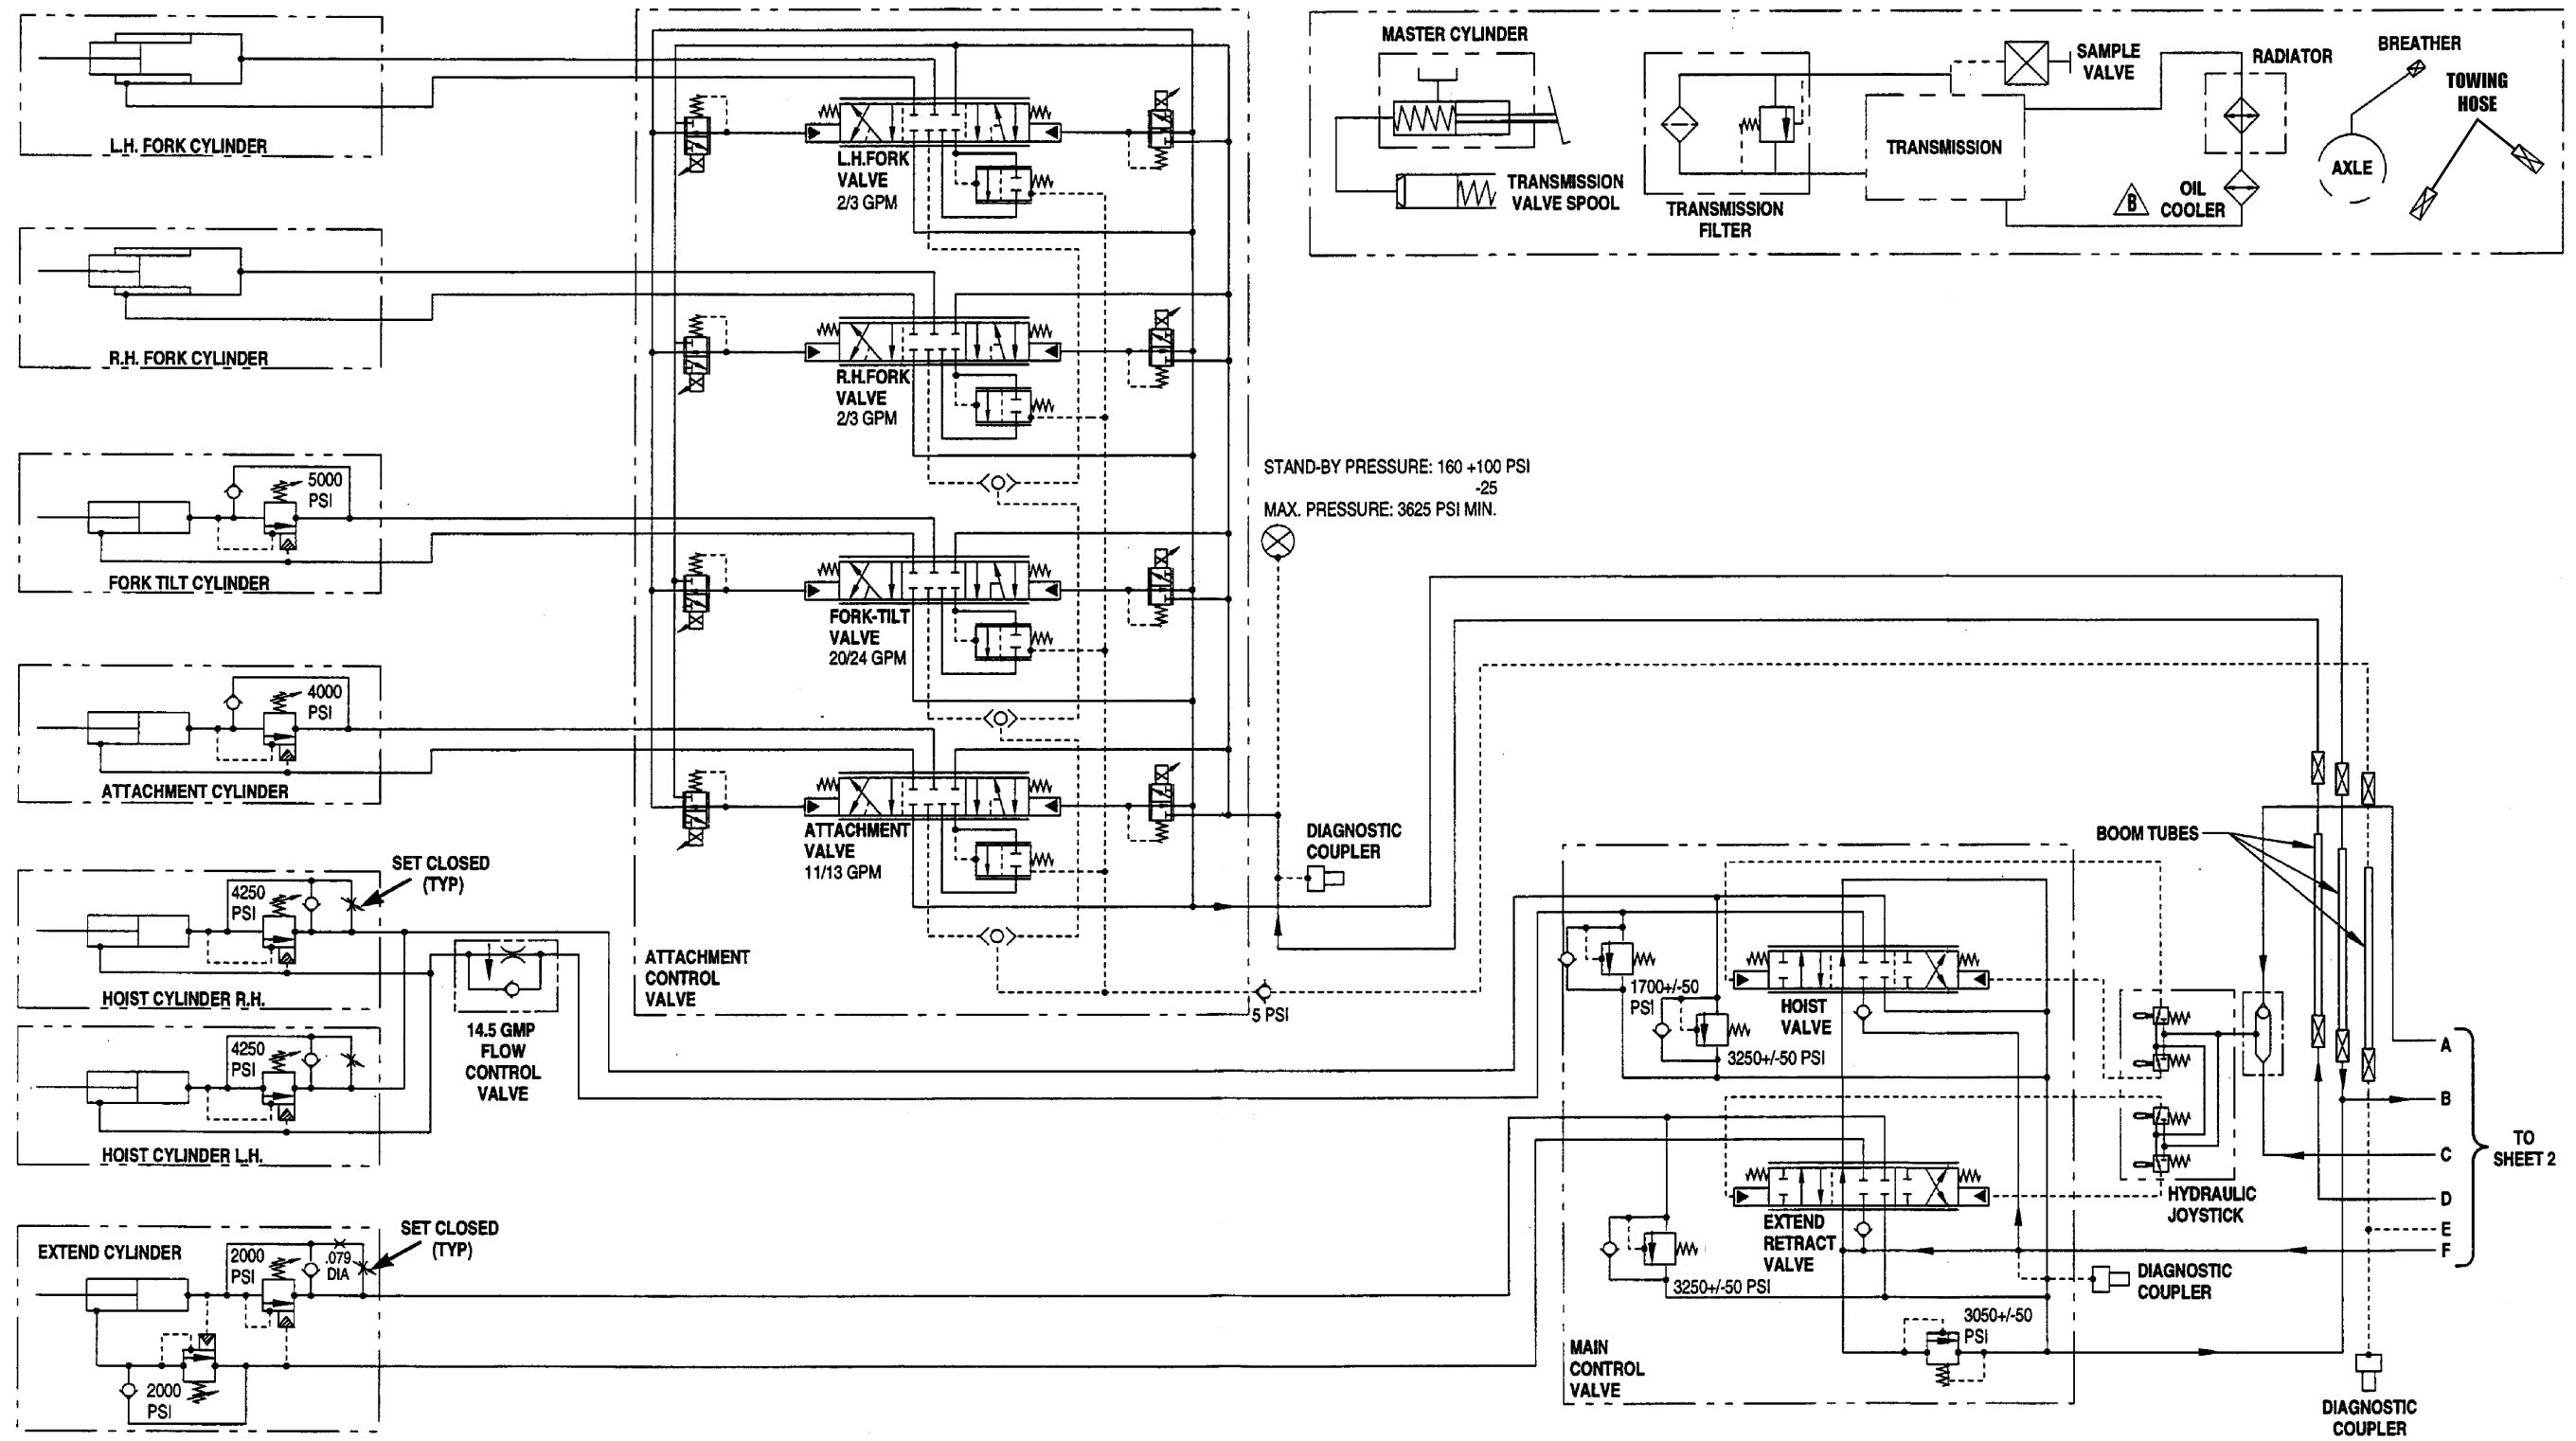 L.H. FORK CYLINDER
R.H. FORK CYLINDER
5000
PSI
FORK TILT CYLINDER
4000
PSI
ATTACHMENT CYLINDER
SET CLOSED
(TYP)
4250
PSI
HOIST CYLINDER R.H.
4250
PSI
HOIST CYLINDER L.H.
14.5 GMP
FLOW
CONTROL
VALVE
SET CLOSED
(TYP)
EXTEND CYLINDER
2000
PSI
.079
DIA
2000
PSI
L.H.FORK
VALVE
2/3 GPM
R.H.FORK
VALVE
2/3 GPM
FORK-TILT
VALVE
20/24 GPM
ATTACHMENT
VALVE
11/13 GPM
ATTACHMENT
CONTROL
VALVE
5 PSI
STAND-BY PRESSURE: 160 +100 PSI
-25
MAX. PRESSURE: 3625 PSI MIN.
DIAGNOSTIC
COUPLER
MASTER CYLINDER
TRANSMISSION
VALVE SPOOL
TRANSMISSION
FILTER
TRANSMISSION
SAMPLE
VALVE
RADIATOR
B
OIL
COOLER
BREATHER
AXLE
TOWING
HOSE
BOOM TUBES
1700+/-50
PSI
3250+/-50 PSI
HOIST
VALVE
EXTEND
RETRACT
VALVE
3250+/-50 PSI
3050+/-50
PSI
MAIN
CONTROL
VALVE
HYDRAULIC
JOYSTICK
DIAGNOSTIC
COUPLER
A
B
C
D
E
F
TO
SHEET 2
DIAGNOSTIC
COUPLER